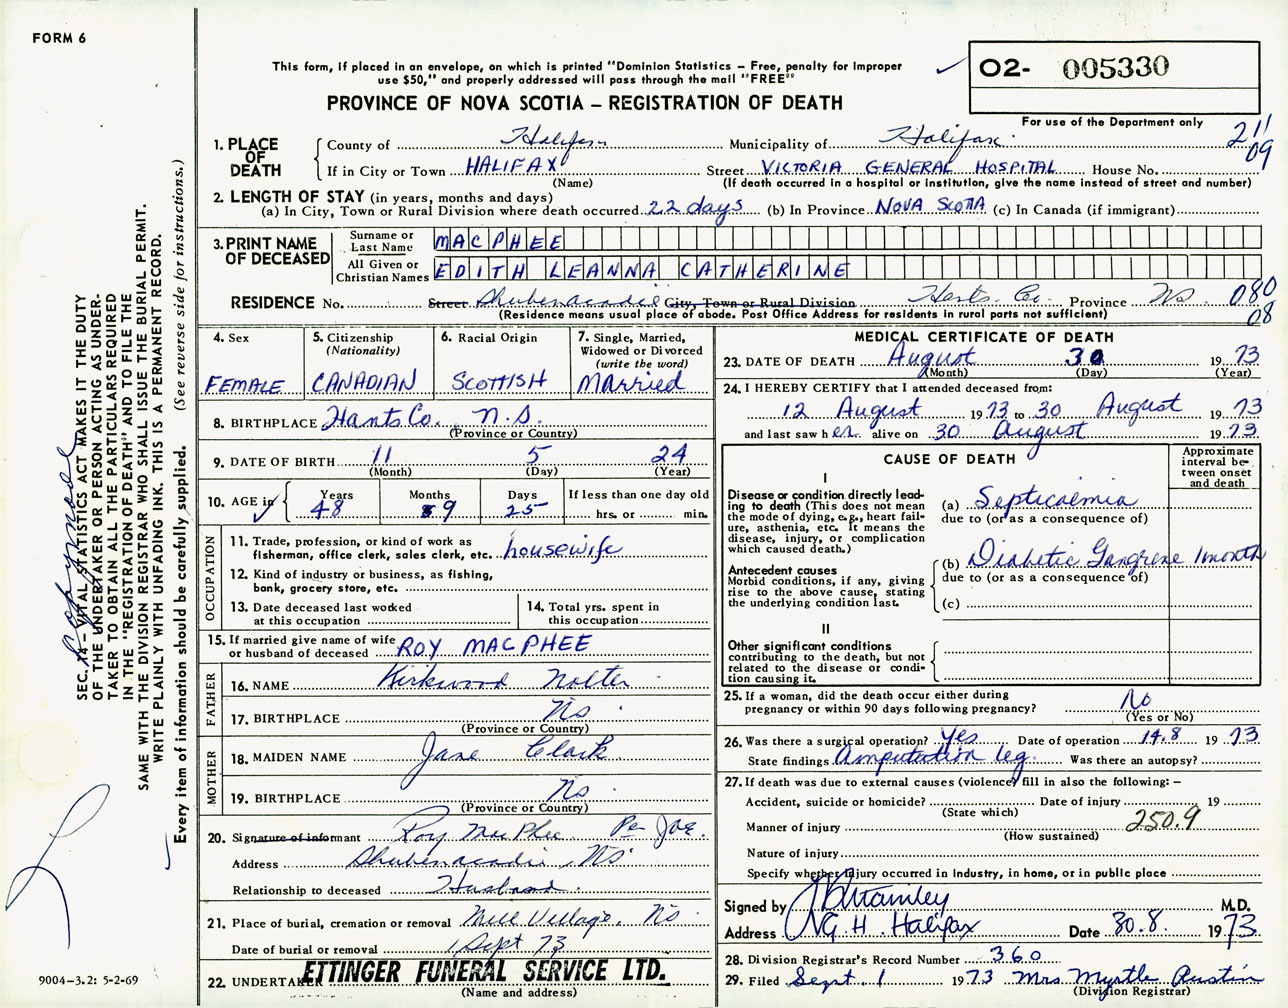 FORM 6
This form, if placed in an envelope, on which is printed "Dominion Statistics – Free, penalty for improper
use $50," and properly addressed will pass through the mail "FREE"
PROVINCE OF NOVA SCOTIA – REGISTRATION OF DEATH
O2- 005330
For use of the Department only
211
09
1. PLACE OF DEATH
County of Halifax Municipality of Halifax
If in City or Town HALIFAX Street VICTORIA GENERAL HOSPITAL House No.
(Name) (If death occurred in a hospital or institution, give the name instead of street and number)
2. LENGTH OF STAY (in years, months and days)
(a) In City, Town or Rural Division where death occurred 22 days (b) In Province NOVA SCOTIA (c) In Canada (if immigrant)
3. PRINT NAME OF DECEASED
Surname or Last Name MACPHEE
All Given or Christian Names EDITH LEANNA CATHERINE
RESIDENCE No. Street Shubenacadie City, Town or Rural Division Hants Co Province NS 080
(Residence means usual place of abode. Post Office Address for residents in rural parts not sufficient) 08
4. Sex
FEMALE
5. Citizenship
(Nationality)
CANADIAN
6. Racial Origin
SCOTTISH
7. Single, Married,
Widowed or Divorced
(write the word)
Married
8. BIRTHPLACE Hants Co. N.S.
(Province or Country)
9. DATE OF BIRTH 11 5 24
(Month) (Day) (Year)
10. AGE in
Years Months Days If less than one day old
48 9 25 hrs. or min.
OCCUPATION
11. Trade, profession, or kind of work as
fisherman, office clerk, sales clerk, etc. housewife
12. Kind of industry or business, as fishing,
bank, grocery store, etc.
13. Date deceased last worked
at this occupation
14. Total yrs. spent in
this occupation
15. If married give name of wife
or husband of deceased ROY MACPHEE
FATHER
16. NAME Kirkwood Nolter
17. BIRTHPLACE NS
(Province or Country)
MOTHER
18. MAIDEN NAME Jane Clark
19. BIRTHPLACE NS
(Province or Country)
20. Signature of informant Roy MacPhee Per
Address Shubenacadie, NS
Relationship to deceased Husband.
21. Place of burial, cremation or removal Mill Village, NS
Date of burial or removal 1 Sept 73
22. UNDERTAKER ETTINGER FUNERAL SERVICE LTD.
(Name and address)
MEDICAL CERTIFICATE OF DEATH
23. DATE OF DEATH August 30 1973
(Month) (Day) (Year)
24. I HEREBY CERTIFY that I attended deceased from:
12 August 1973 to 30 August 1973
and last saw her alive on 30 August 1973
CAUSE OF DEATH
Approximate
interval be-
tween onset
and death
I
Disease or condition directly lead-
ing to death (This does not mean
the mode of dying, e.g., heart fail-
ure, asthenia, etc. It means the
disease, injury, or complication
which caused death.)
(a) Septicaemia
due to (or as a consequence of)
(b) Diabetic Gangrene 1 month
due to (or as a consequence of)
Antecedent causes
Morbid conditions, if any, giving
rise to the above cause, stating
the underlying condition last.
(c)
II
Other significant conditions
contributing to the death, but not
related to the disease or condi-
tion causing it.
25. If a woman, did the death occur either during
pregnancy or within 90 days following pregnancy? No
(Yes or No)
26. Was there a surgical operation? Yes Date of operation 14.8 1973
State findings Amputation leg. Was there an autopsy?
27. If death was due to external causes (violence) fill in also the following: –
Accident, suicide or homicide? Date of injury 19
(State which)
Manner of injury 250.9
(How sustained)
Nature of injury
Specify whether injury occurred in industry, in home, or in public place
Signed by M.D.
Address VG.H. Halifax Date 30.8. 1973
28. Division Registrar's Record Number 360
29. Filed Sept. 1 1973 Mrs Myrtle Austin
(Division Registrar)
SEC. 14 – VITAL STATISTICS ACT MAKES IT THE DUTY
OF THE UNDERTAKER OR PERSON ACTING AS UNDER-
TAKER TO OBTAIN ALL THE PARTICULARS REQUIRED
IN THE "REGISTRATION OF DEATH" AND TO FILE THE
SAME WITH THE DIVISION REGISTRAR WHO SHALL ISSUE THE BURIAL PERMIT.
WRITE PLAINLY WITH UNFADING INK. THIS IS A PERMANENT RECORD.
Every item of information should be carefully supplied. (See reverse side for instructions.)
9004–3.2: 5-2-69